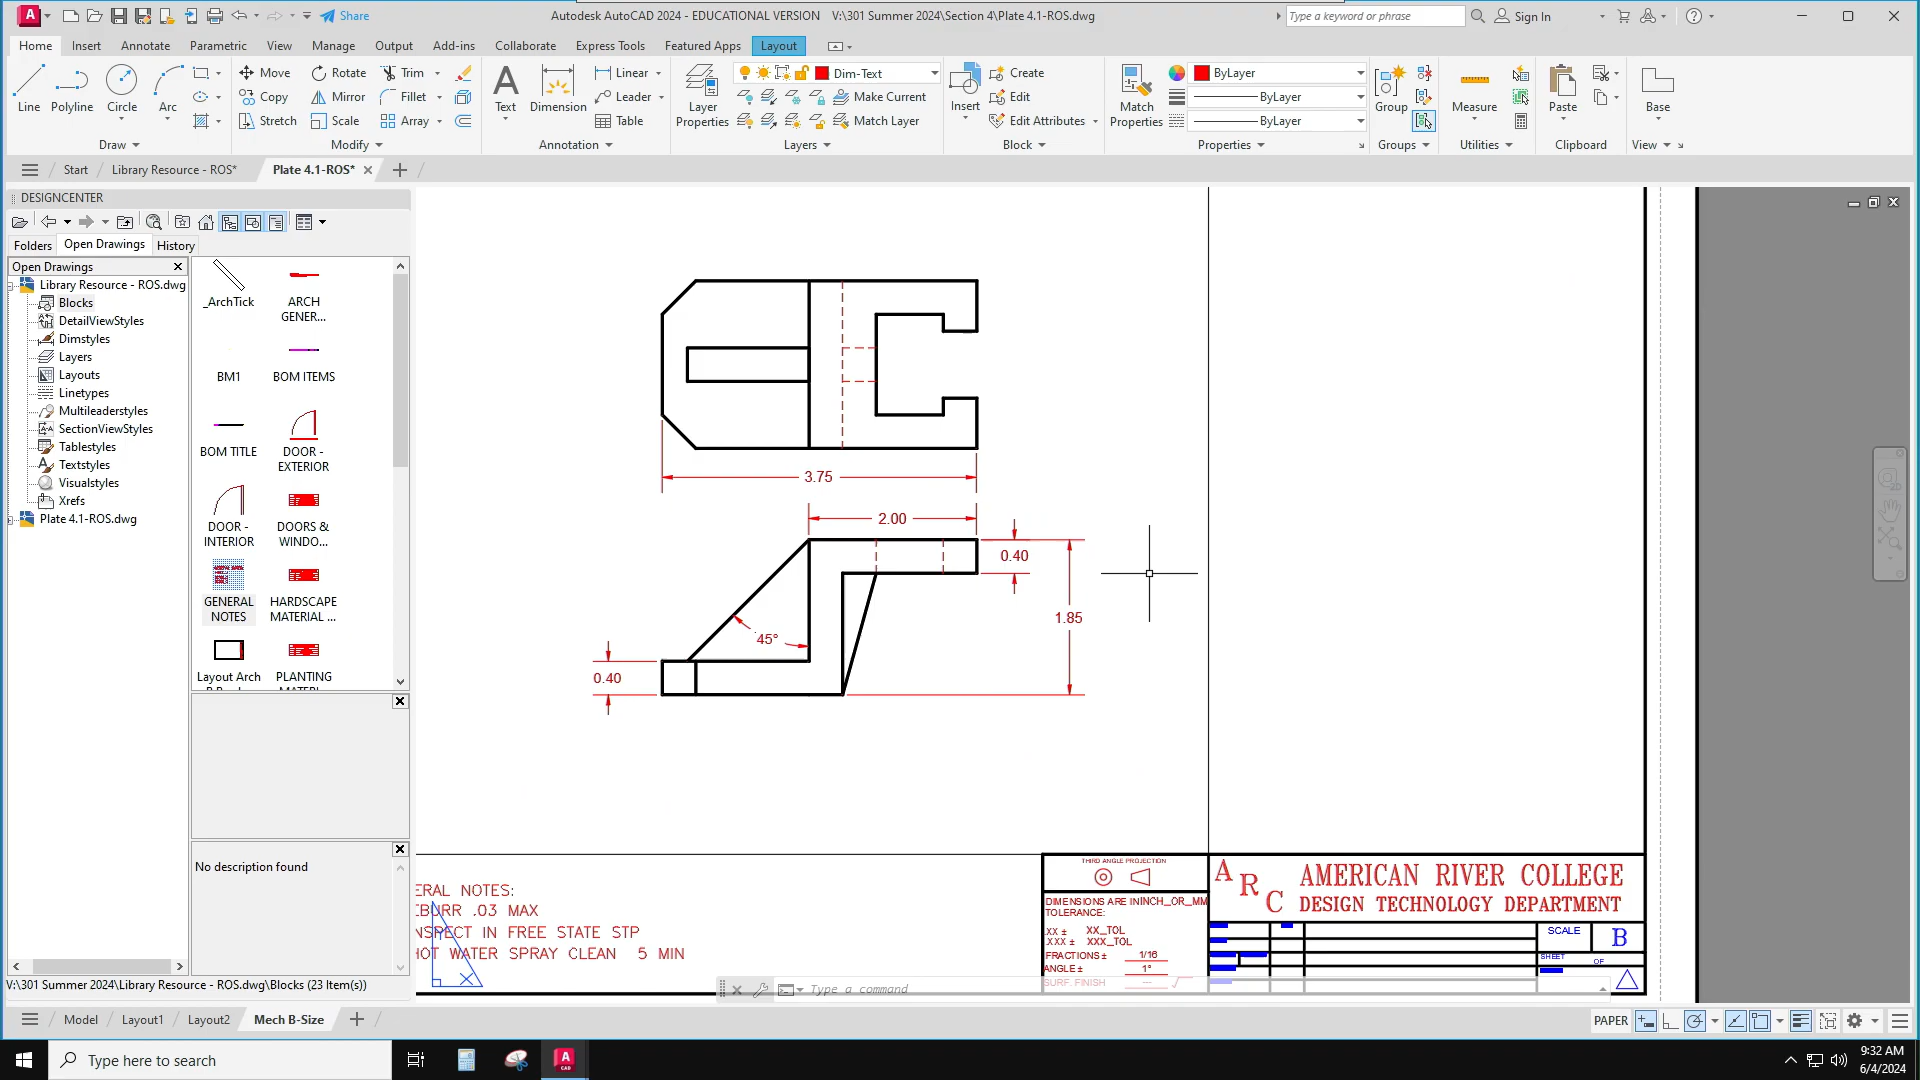 Share
Autodesk AutoCAD 2024 - EDUCATIONAL VERSION V:\301 Summer 2024\Section 4\Plate 4.1-ROS.dwg
Type a keyword or phrase
Sign In
Home Insert Annotate Parametric View Manage Output Add-ins Collaborate Express Tools Featured Apps Layout
Line Polyline Circle Arc
Move Rotate Trim
Copy Mirror Fillet
Stretch Scale Array
Text Dimension
Linear
Leader
Table
Layer Properties
Dim-Text
Make Current
Match Layer
Insert
Create
Edit
Edit Attributes
Match Properties
ByLayer
ByLayer
ByLayer
Group
Measure
Paste
Base
Draw Modify Annotation Layers Block Properties Groups Utilities Clipboard View
Start Library Resource - ROS* Plate 4.1-ROS*
DESIGNCENTER
Folders Open Drawings History
Open Drawings
Library Resource - ROS.dwg
Blocks
DetailViewStyles
Dimstyles
Layers
Layouts
Linetypes
Multileaderstyles
SectionViewStyles
Tablestyles
Textstyles
Visualstyles
Xrefs
Plate 4.1-ROS.dwg
_ArchTick
ARCH GENER...
BM1
BOM ITEMS
BOM TITLE
DOOR - EXTERIOR
DOOR - INTERIOR
DOORS & WINDO...
GENERAL NOTES
HARDSCAPE MATERIAL ...
Layout Arch
PLANTING
No description found
V:\301 Summer 2024\Library Resource - ROS.dwg\Blocks (23 Item(s))
3.75
2.00
0.40
1.85
45°
0.40
ERAL NOTES:
EBURR .03 MAX
NSPECT IN FREE STATE STP
HOT WATER SPRAY CLEAN 5 MIN
THIRD ANGLE PROJECTION
DIMENSIONS ARE ININCH_OR_MM
TOLERANCE:
.XX ± XX_TOL
.XXX ± XXX_TOL
FRACTIONS ± 1/16
ANGLE ± 1°
SURF. FINISH
ARC
AMERICAN RIVER COLLEGE
DESIGN TECHNOLOGY DEPARTMENT
SCALE
B
SHEET OF
Type a command
Model Layout1 Layout2 Mech B-Size
PAPER
Type here to search
9:32 AM
6/4/2024